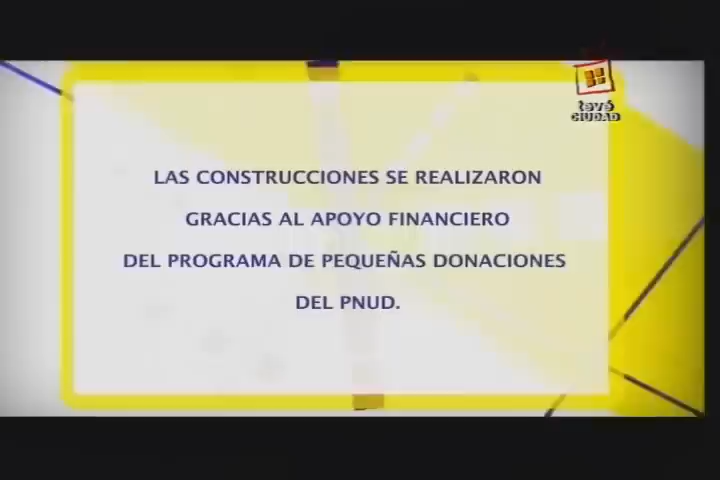 tevé
CIUDAD
LAS CONSTRUCCIONES SE REALIZARON
GRACIAS AL APOYO FINANCIERO
DEL PROGRAMA DE PEQUEÑAS DONACIONES
DEL PNUD.